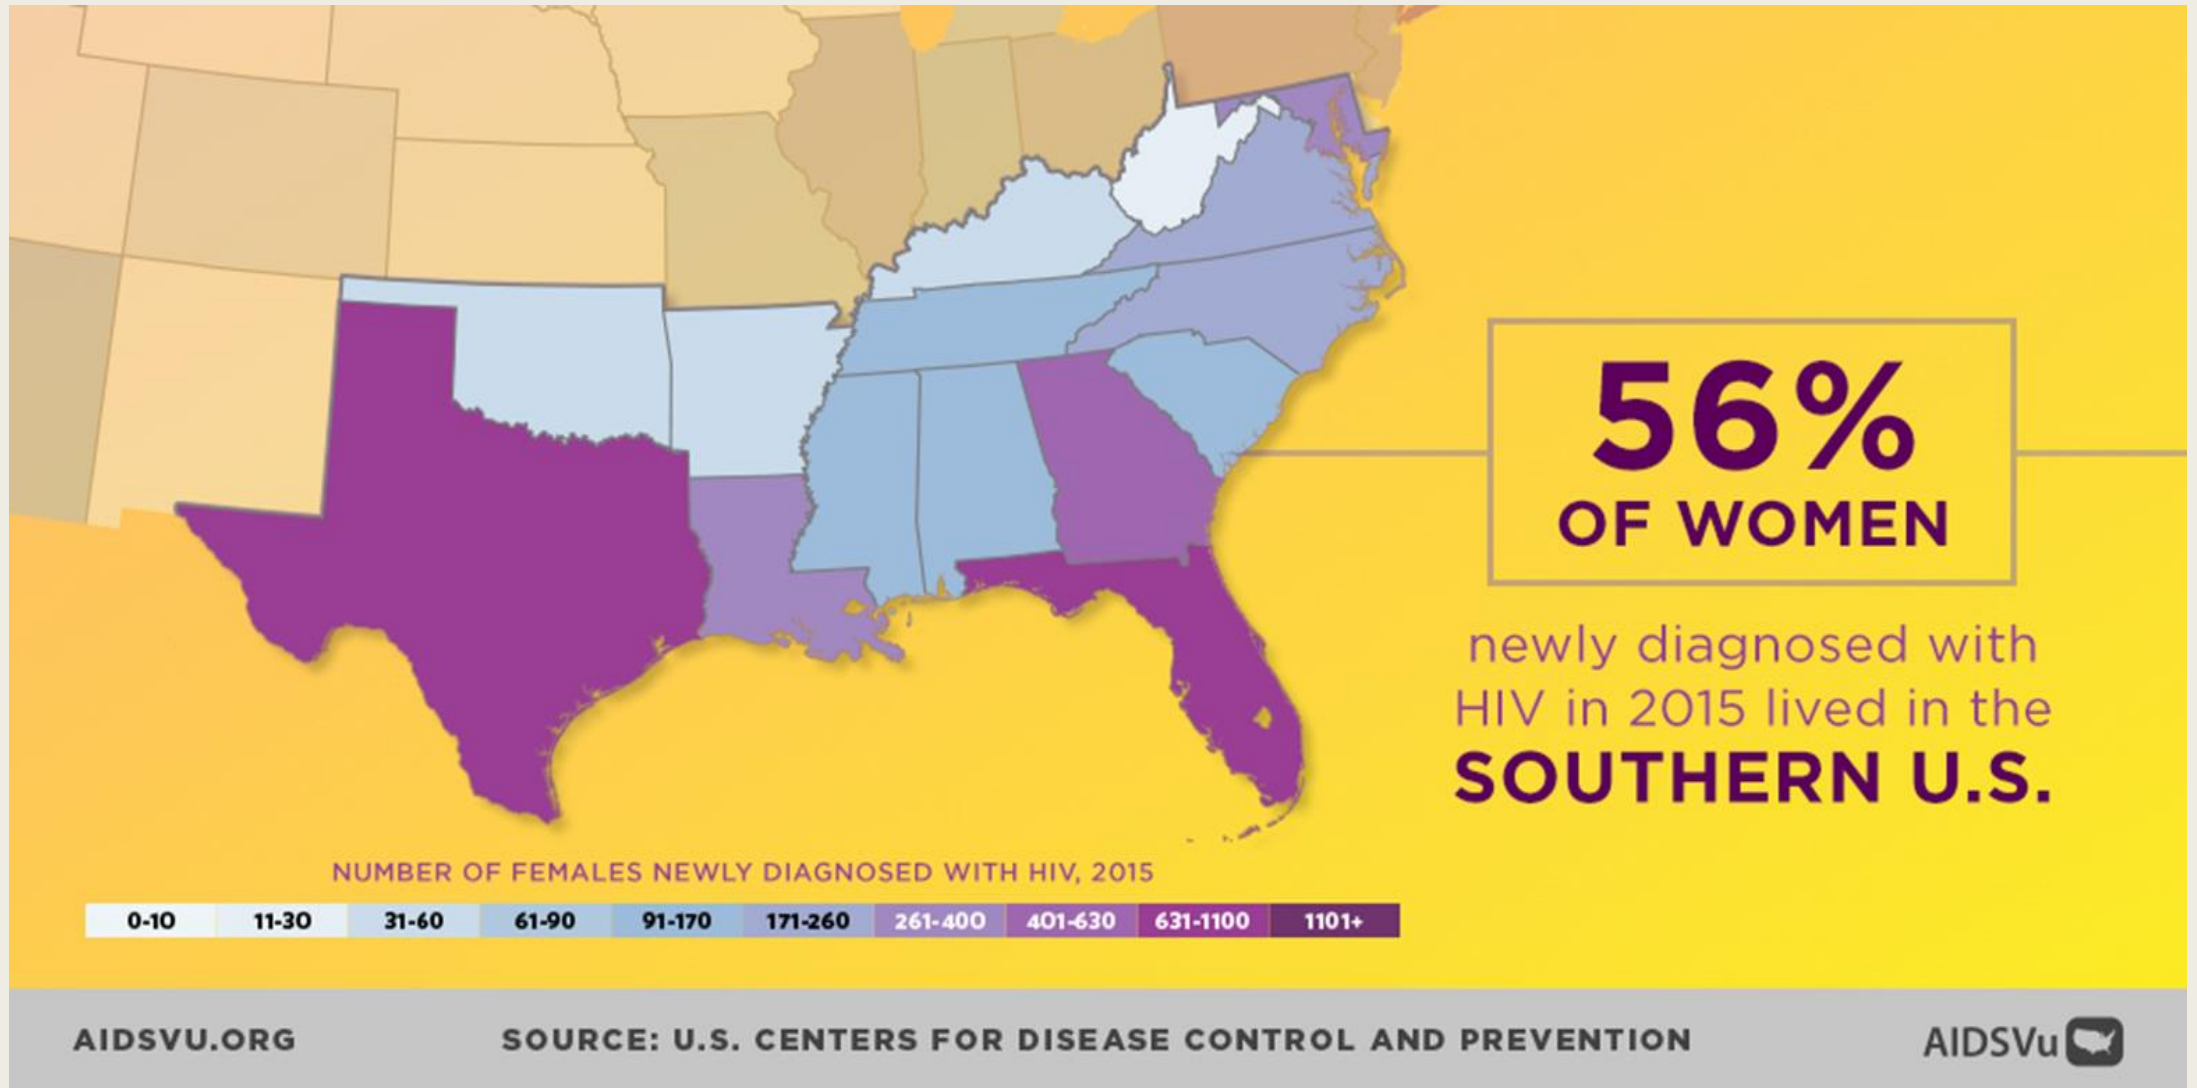 56%
OF WOMEN
newly diagnosed with
HIV in 2015 lived in the
SOUTHERN U.S.
NUMBER OF FEMALES NEWLY DIAGNOSED WITH HIV, 2015
0-10 11-30 31-60 61-90 91-170 171-260 261-400 401-630 631-1100 1101+
AIDSVU.ORG SOURCE: U.S. CENTERS FOR DISEASE CONTROL AND PREVENTION AIDSVu